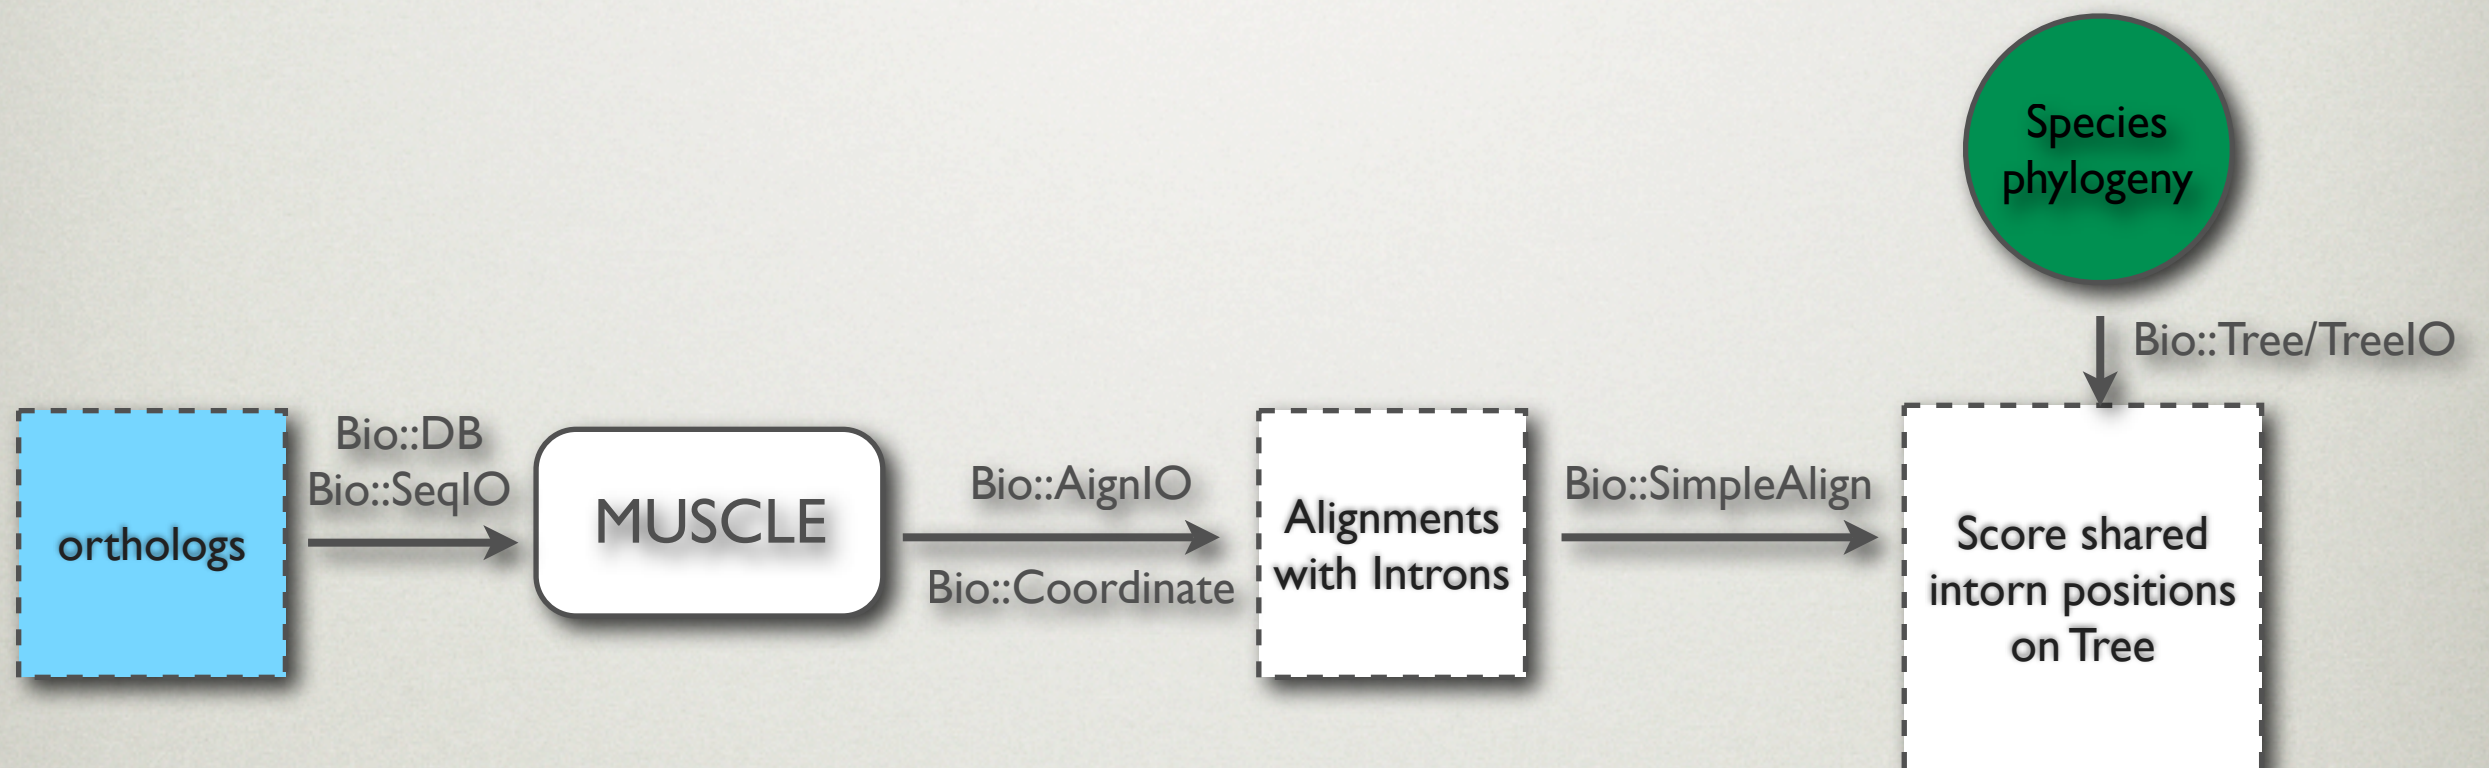 Species
phylogeny
Bio::Tree/TreeIO
orthologs
Bio::DB
Bio::SeqIO
MUSCLE
Bio::AignIO
Bio::Coordinate
Alignments
with Introns
Bio::SimpleAlign
Score shared
intorn positions
on Tree